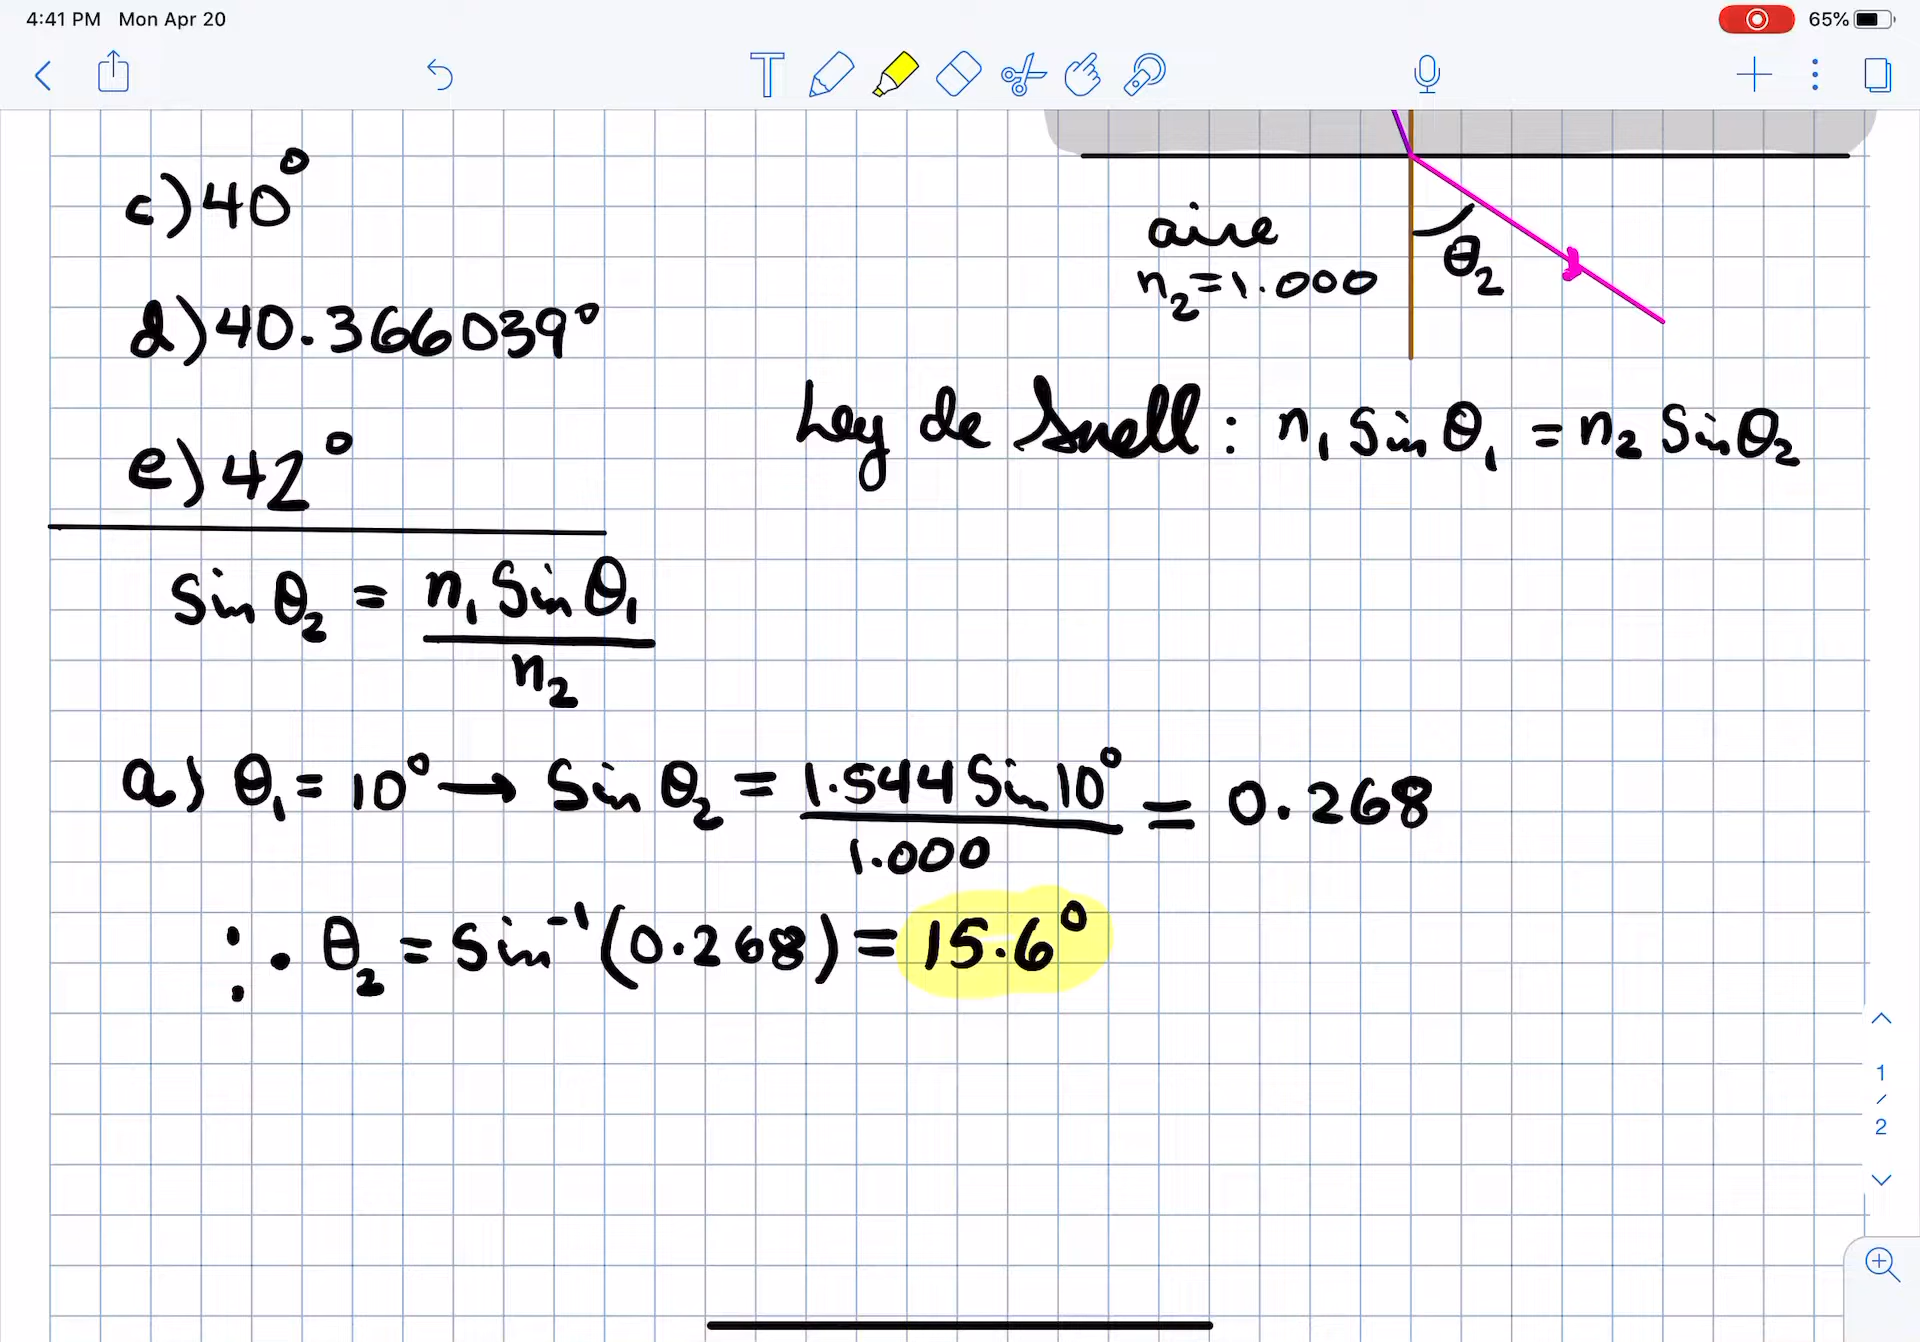 4:41 PM Mon Apr 20
65%
T
c) 40°
d) 40.366039°
e) 42°
aire
n₂ = 1.000
θ₂
Ley de Snell : n₁ Sin θ₁ = n₂ Sin θ₂
Sin θ₂ = n₁ Sin θ₁ / n₂
a) θ₁ = 10° → Sin θ₂ = 1.544 Sin 10° / 1.000 = 0.268
∴ θ₂ = Sin⁻¹ (0.268) = 15.6°
1
/
2